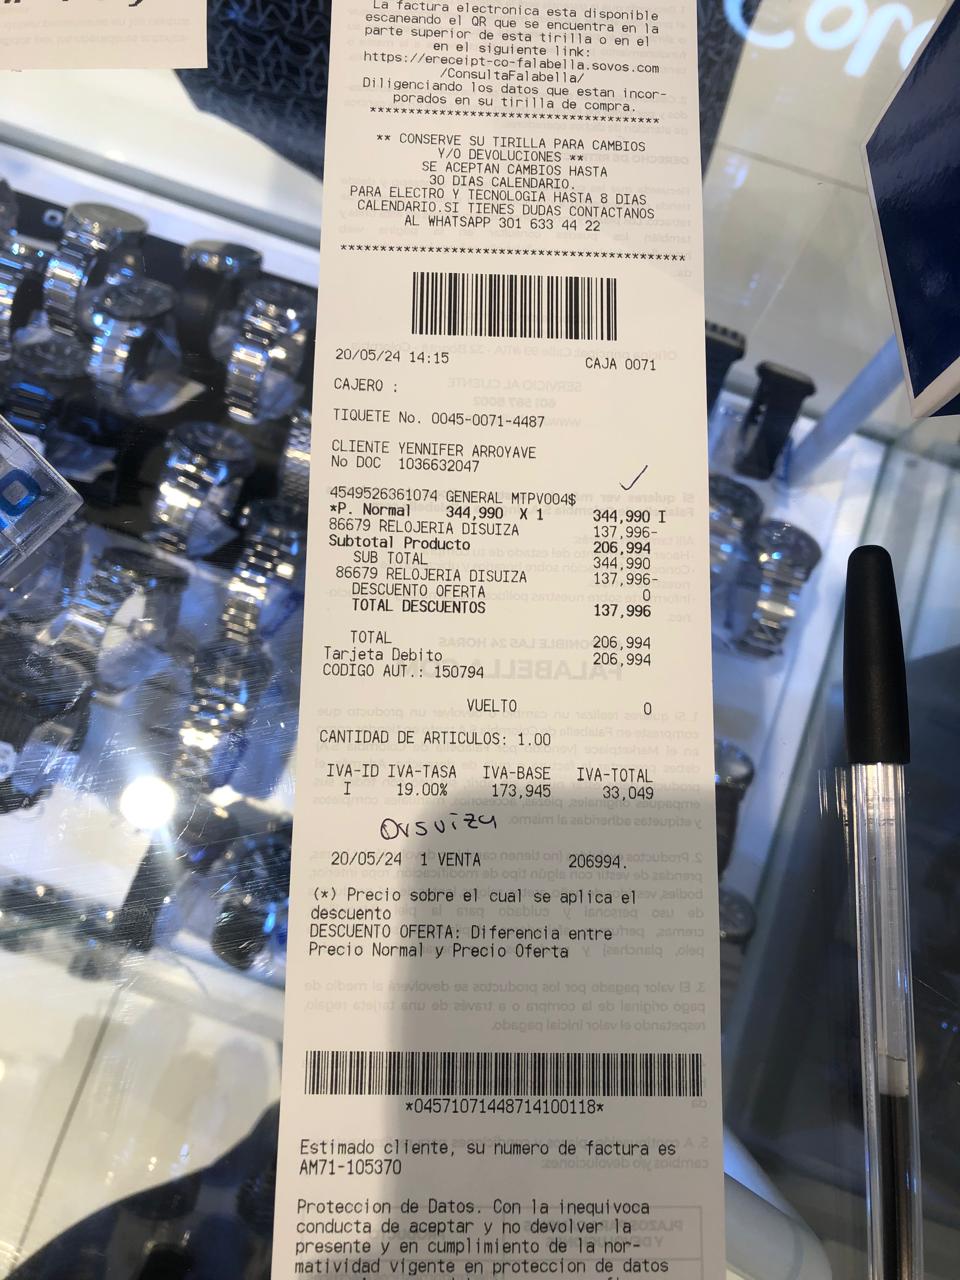 La factura electronica esta disponible
escaneando el QR que se encuentra en la
parte superior de esta tirilla o en el
en el siguiente link:
https://ereceipt-co-falabella.sovos.com
/ConsultaFalabella/
Diligenciando los datos que estan incor-
porados en su tirilla de compra.
****************************************
** CONSERVE SU TIRILLA PARA CAMBIOS
Y/O DEVOLUCIONES **
SE ACEPTAN CAMBIOS HASTA
30 DIAS CALENDARIO.
PARA ELECTRO Y TECNOLOGIA HASTA 8 DIAS
CALENDARIO.SI TIENES DUDAS CONTACTANOS
AL WHATSAPP 301 633 44 22
****************************************
20/05/24 14:15 CAJA 0071
CAJERO :
TIQUETE No. 0045-0071-4487
CLIENTE YENNIFER ARROYAVE
No DOC 1036632047
4549526361074 GENERAL MTPV004$
*P. Normal 344,990 X 1 344,990 I
86679 RELOJERIA DISUIZA 137,996-
Subtotal Producto 206,994
SUB TOTAL 344,990
86679 RELOJERIA DISUIZA 137,996-
DESCUENTO OFERTA 0
TOTAL DESCUENTOS 137,996
TOTAL 206,994
Tarjeta Debito 206,994
CODIGO AUT.: 150794
VUELTO 0
CANTIDAD DE ARTICULOS: 1.00
IVA-ID IVA-TASA IVA-BASE IVA-TOTAL
I 19.00% 173,945 33,049
20/05/24 1 VENTA 206994.
(*) Precio sobre el cual se aplica el
descuento
DESCUENTO OFERTA: Diferencia entre
Precio Normal y Precio Oferta
*04571071448714100118*
Estimado cliente, su numero de factura es
AM71-105370
Proteccion de Datos. Con la inequivoca
conducta de aceptar y no devolver la
presente y en cumplimiento de la nor-
matividad vigente en proteccion de datos